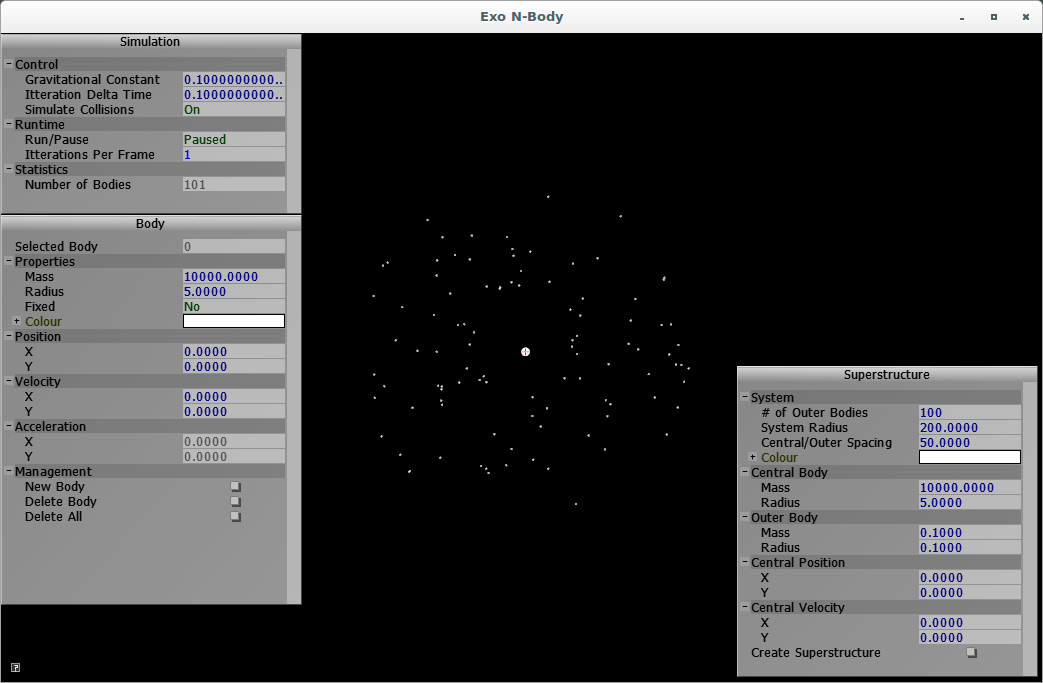 Exo N-Body
Simulation
Control
Gravitational Constant 0.1000000000..
Itteration Delta Time 0.1000000000..
Simulate Collisions On
Runtime
Run/Pause Paused
Itterations Per Frame 1
Statistics
Number of Bodies 101
Body
Selected Body 0
Properties
Mass 10000.0000
Radius 5.0000
Fixed No
+ Colour
Position
X 0.0000
Y 0.0000
Velocity
X 0.0000
Y 0.0000
Acceleration
X 0.0000
Y 0.0000
Management
New Body
Delete Body
Delete All
?
Superstructure
System
# of Outer Bodies 100
System Radius 200.0000
Central/Outer Spacing 50.0000
+ Colour
Central Body
Mass 10000.0000
Radius 5.0000
Outer Body
Mass 0.1000
Radius 0.1000
Central Position
X 0.0000
Y 0.0000
Central Velocity
X 0.0000
Y 0.0000
Create Superstructure